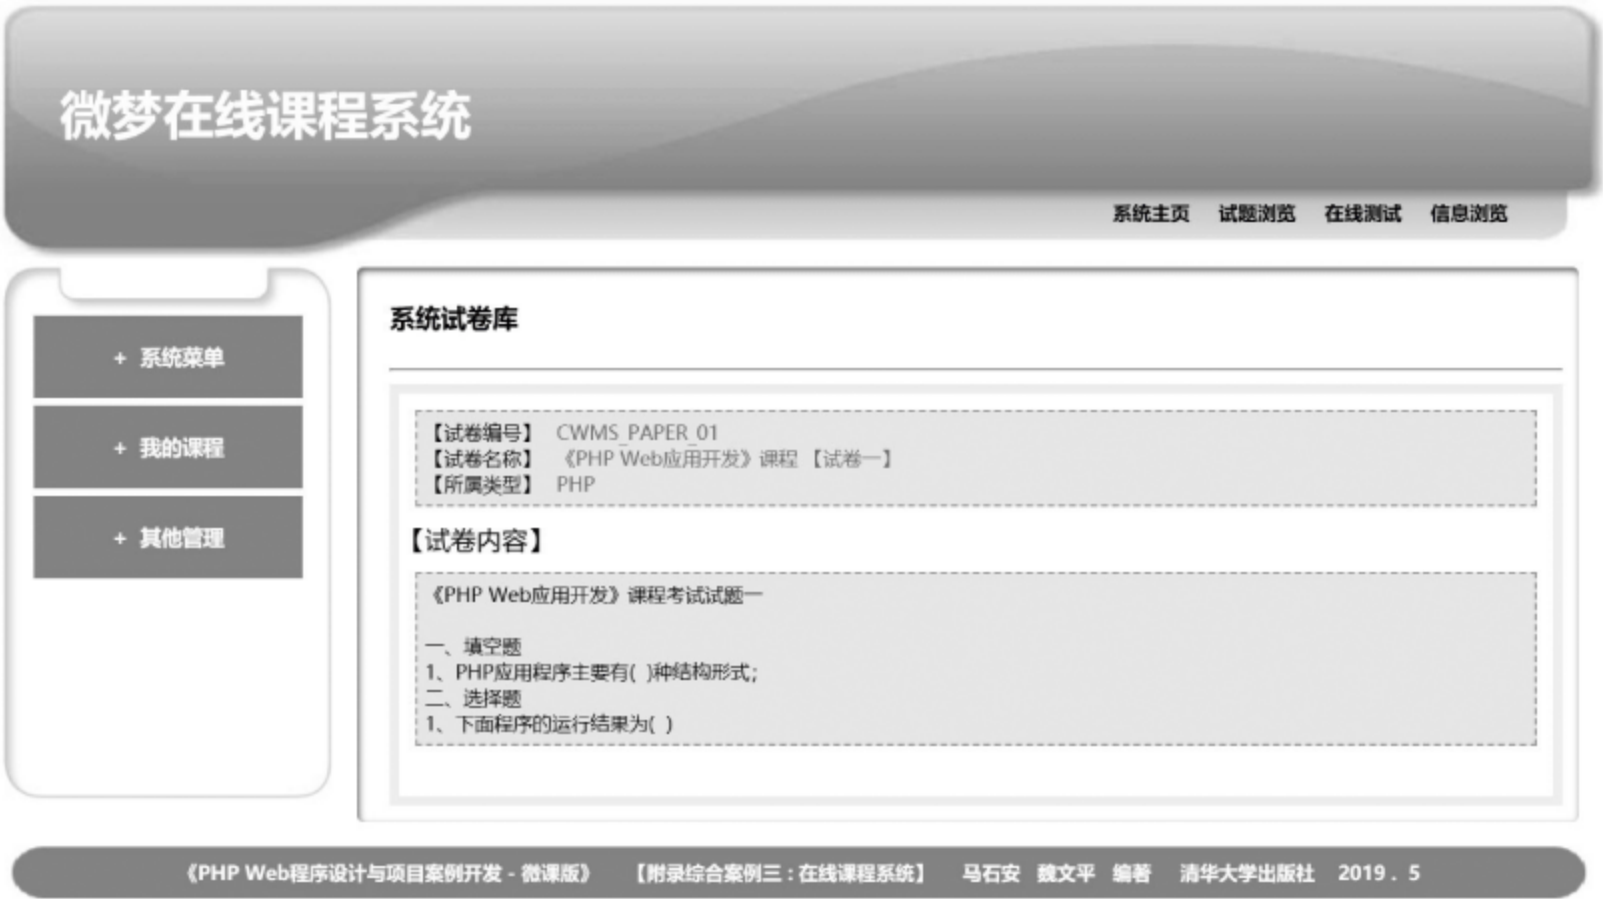 微梦在线课程系统
系统主页 试题浏览 在线测试 信息浏览
+ 系统菜单
+ 我的课程
+ 其他管理
系统试卷库
【试卷编号】 CWMS_PAPER_01
【试卷名称】 《PHP Web应用开发》课程 【试卷一】
【所属类型】 PHP
【试卷内容】
《PHP Web应用开发》课程考试试题一
一、填空题
1、PHP应用程序主要有( )种结构形式;
二、选择题
1、下面程序的运行结果为( )
《PHP Web程序设计与项目案例开发 - 微课版》 【附录综合案例三 : 在线课程系统】 马石安 魏文平 编著 清华大学出版社 2019 . 5